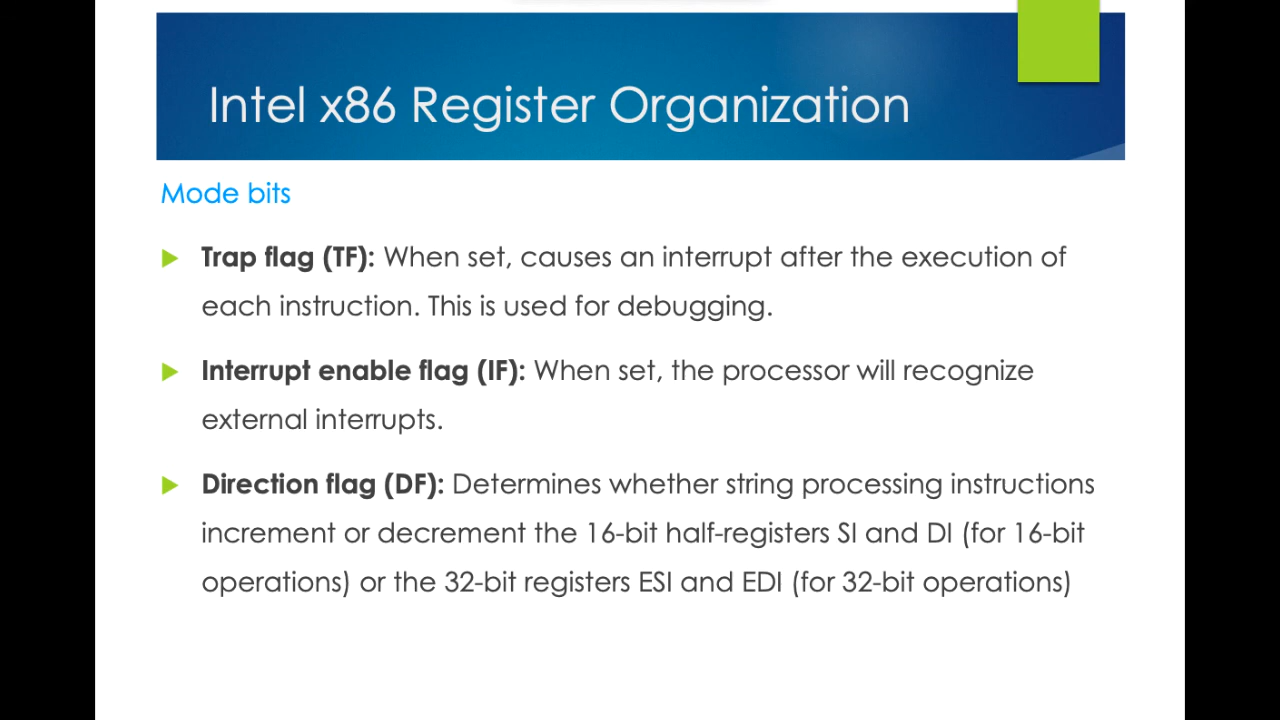 Intel x86 Register Organization
Mode bits
Trap flag (TF): When set, causes an interrupt after the execution of
each instruction. This is used for debugging.
Interrupt enable flag (IF): When set, the processor will recognize
external interrupts.
Direction flag (DF): Determines whether string processing instructions
increment or decrement the 16-bit half-registers SI and DI (for 16-bit
operations) or the 32-bit registers ESI and EDI (for 32-bit operations)